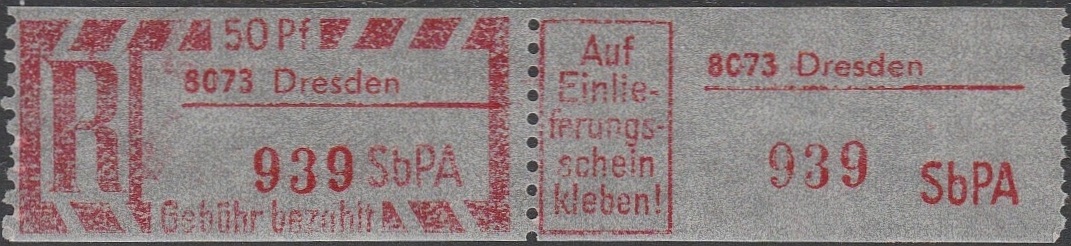 R
50 Pf
8073 Dresden
939 SbPA
Gebühr bezahlt
Auf
Einlie-
ferungs-
schein
kleben!
8073 Dresden
939 SbPA